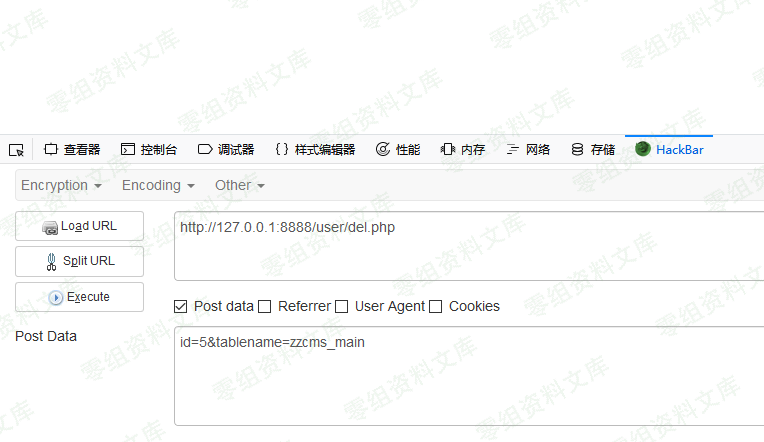 查看器 控制台 调试器 样式编辑器 性能 内存 网络 存储 HackBar
Encryption Encoding Other
Load URL http://127.0.0.1:8888/user/del.php
Split URL
Execute
Post data Referrer User Agent Cookies
Post Data id=5&tablename=zzcms_main
零组资料文库